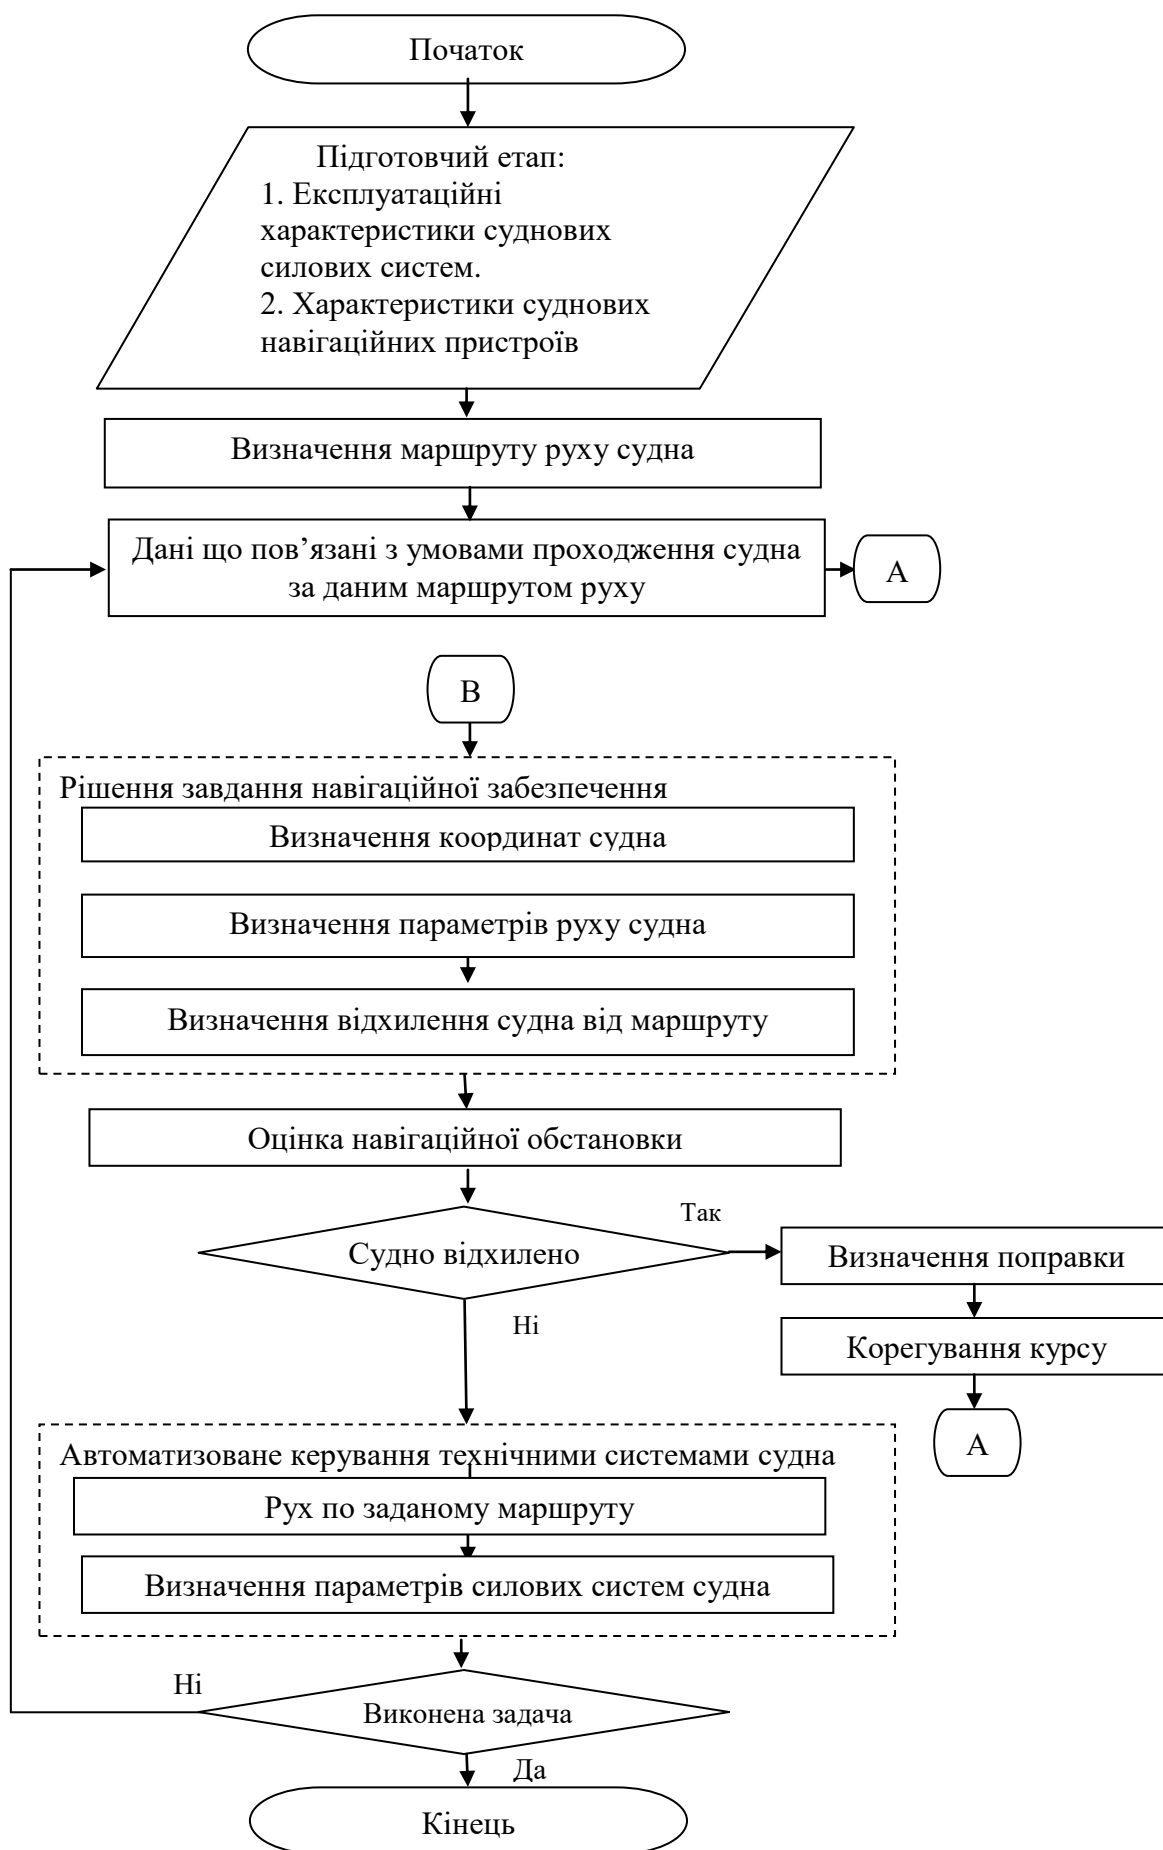 Початок
Підготовчий етап:
1. Експлуатаційні
характеристики суднових
силових систем.
2. Характеристики суднових
навігаційних пристроїв
Визначення маршруту руху судна
Дані що пов’язані з умовами проходження судна
за даним маршрутом руху
А
В
Рішення завдання навігаційної забезпечення
Визначення координат судна
Визначення параметрів руху судна
Визначення відхилення судна від маршруту
Оцінка навігаційної обстановки
Так
Судно відхилено
Визначення поправки
Ні
Корегування курсу
А
Автоматизоване керування технічними системами судна
Рух по заданому маршруту
Визначення параметрів силових систем судна
Ні
Виконена задача
Да
Кінець